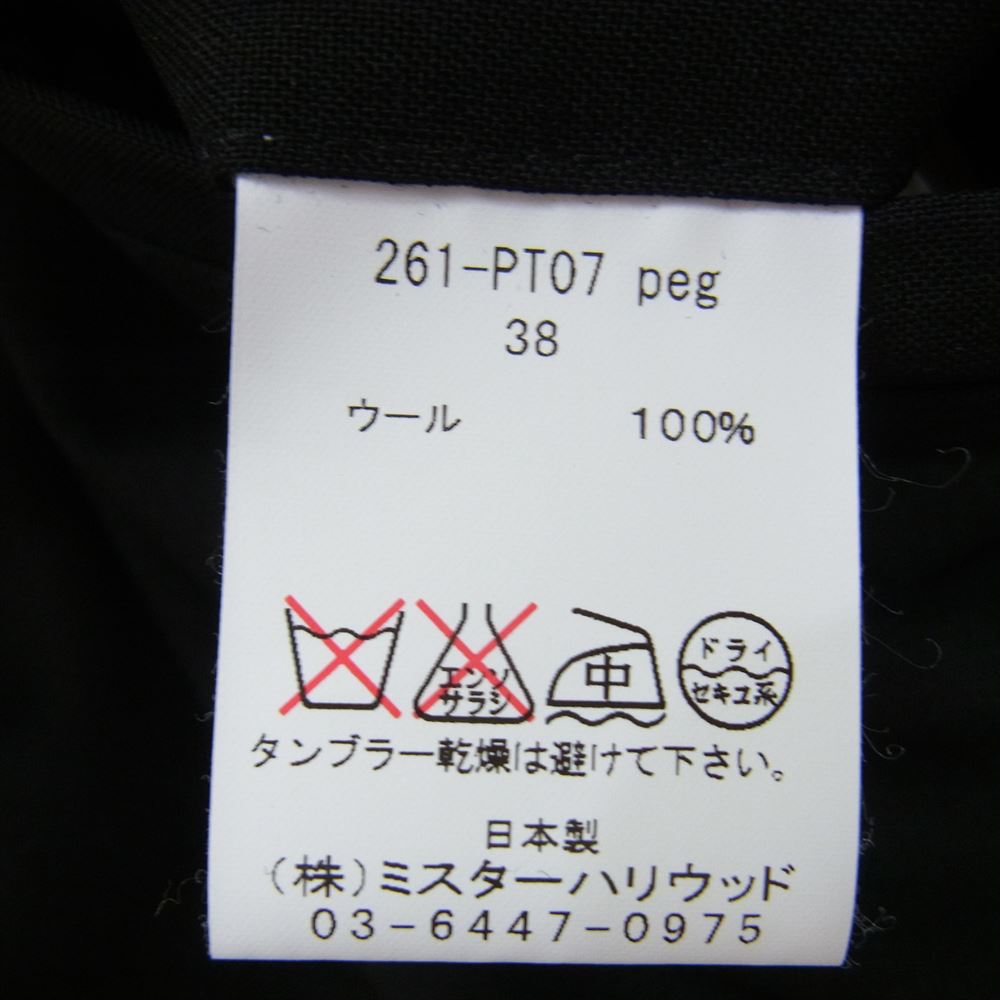 261-PT07 peg
38
ウール 100%
エンソ
サラシ
中
ドライ
セキユ系
タンブラー乾燥は避けて下さい。
日本製
(株)ミスターハリウッド
03-6447-0975